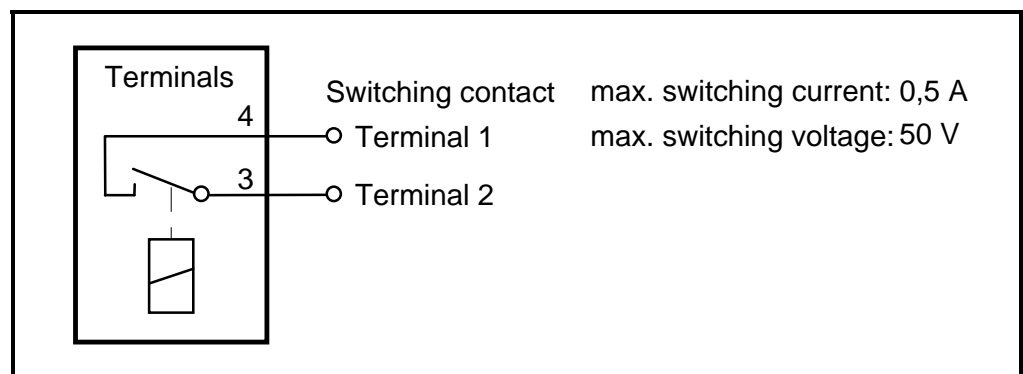 Terminals
Switching contact max. switching current: 0,5 A
4
Terminal 1 max. switching voltage: 50 V
3
Terminal 2